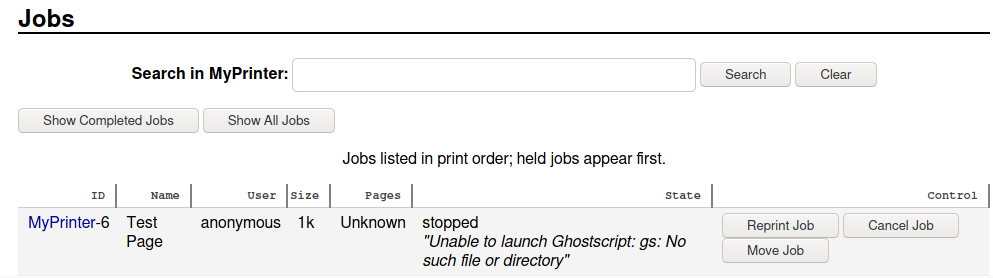 Jobs
Search in MyPrinter: Search Clear
Show Completed Jobs Show All Jobs
Jobs listed in print order; held jobs appear first.
ID Name User Size Pages State Control
MyPrinter-6 Test anonymous 1k Unknown stopped Reprint Job Cancel Job
Page "Unable to launch Ghostscript: gs: No Move Job
such file or directory"